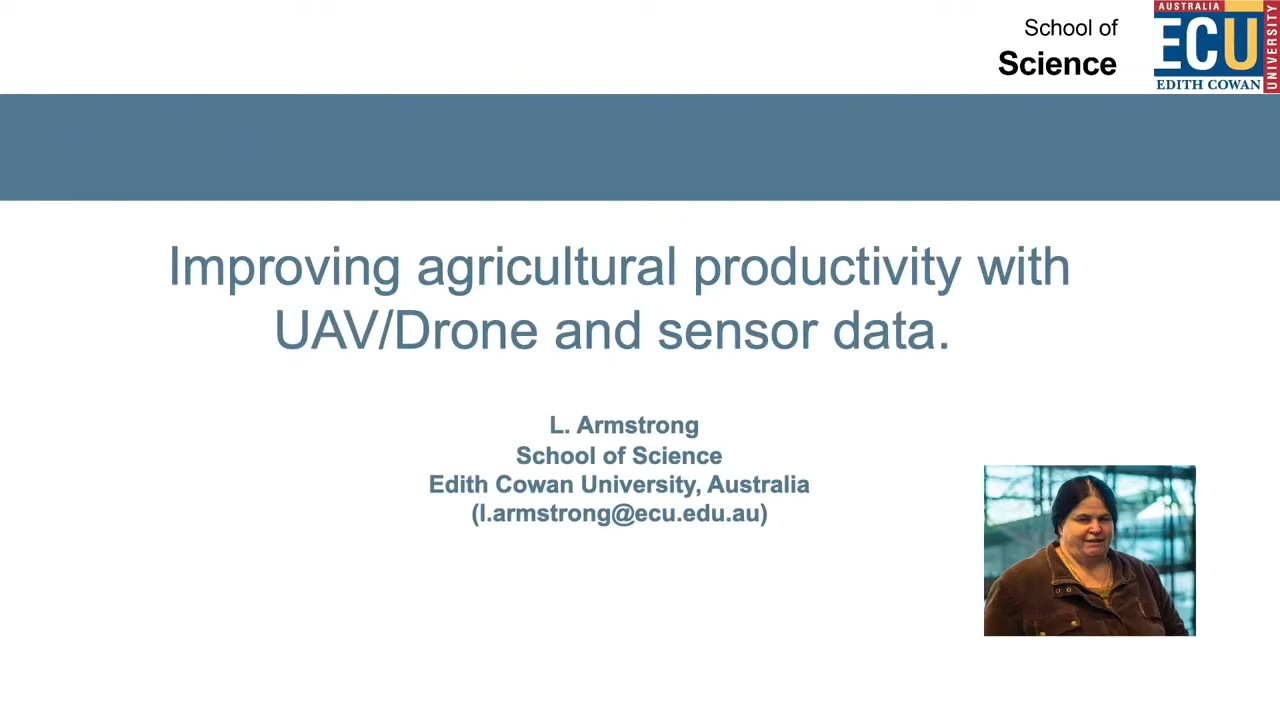 School of
Science
AUSTRALIA
ECU
EDITH COWAN
UNIVERSITY
Improving agricultural productivity with
UAV/Drone and sensor data.
L. Armstrong
School of Science
Edith Cowan University, Australia
(l.armstrong@ecu.edu.au)